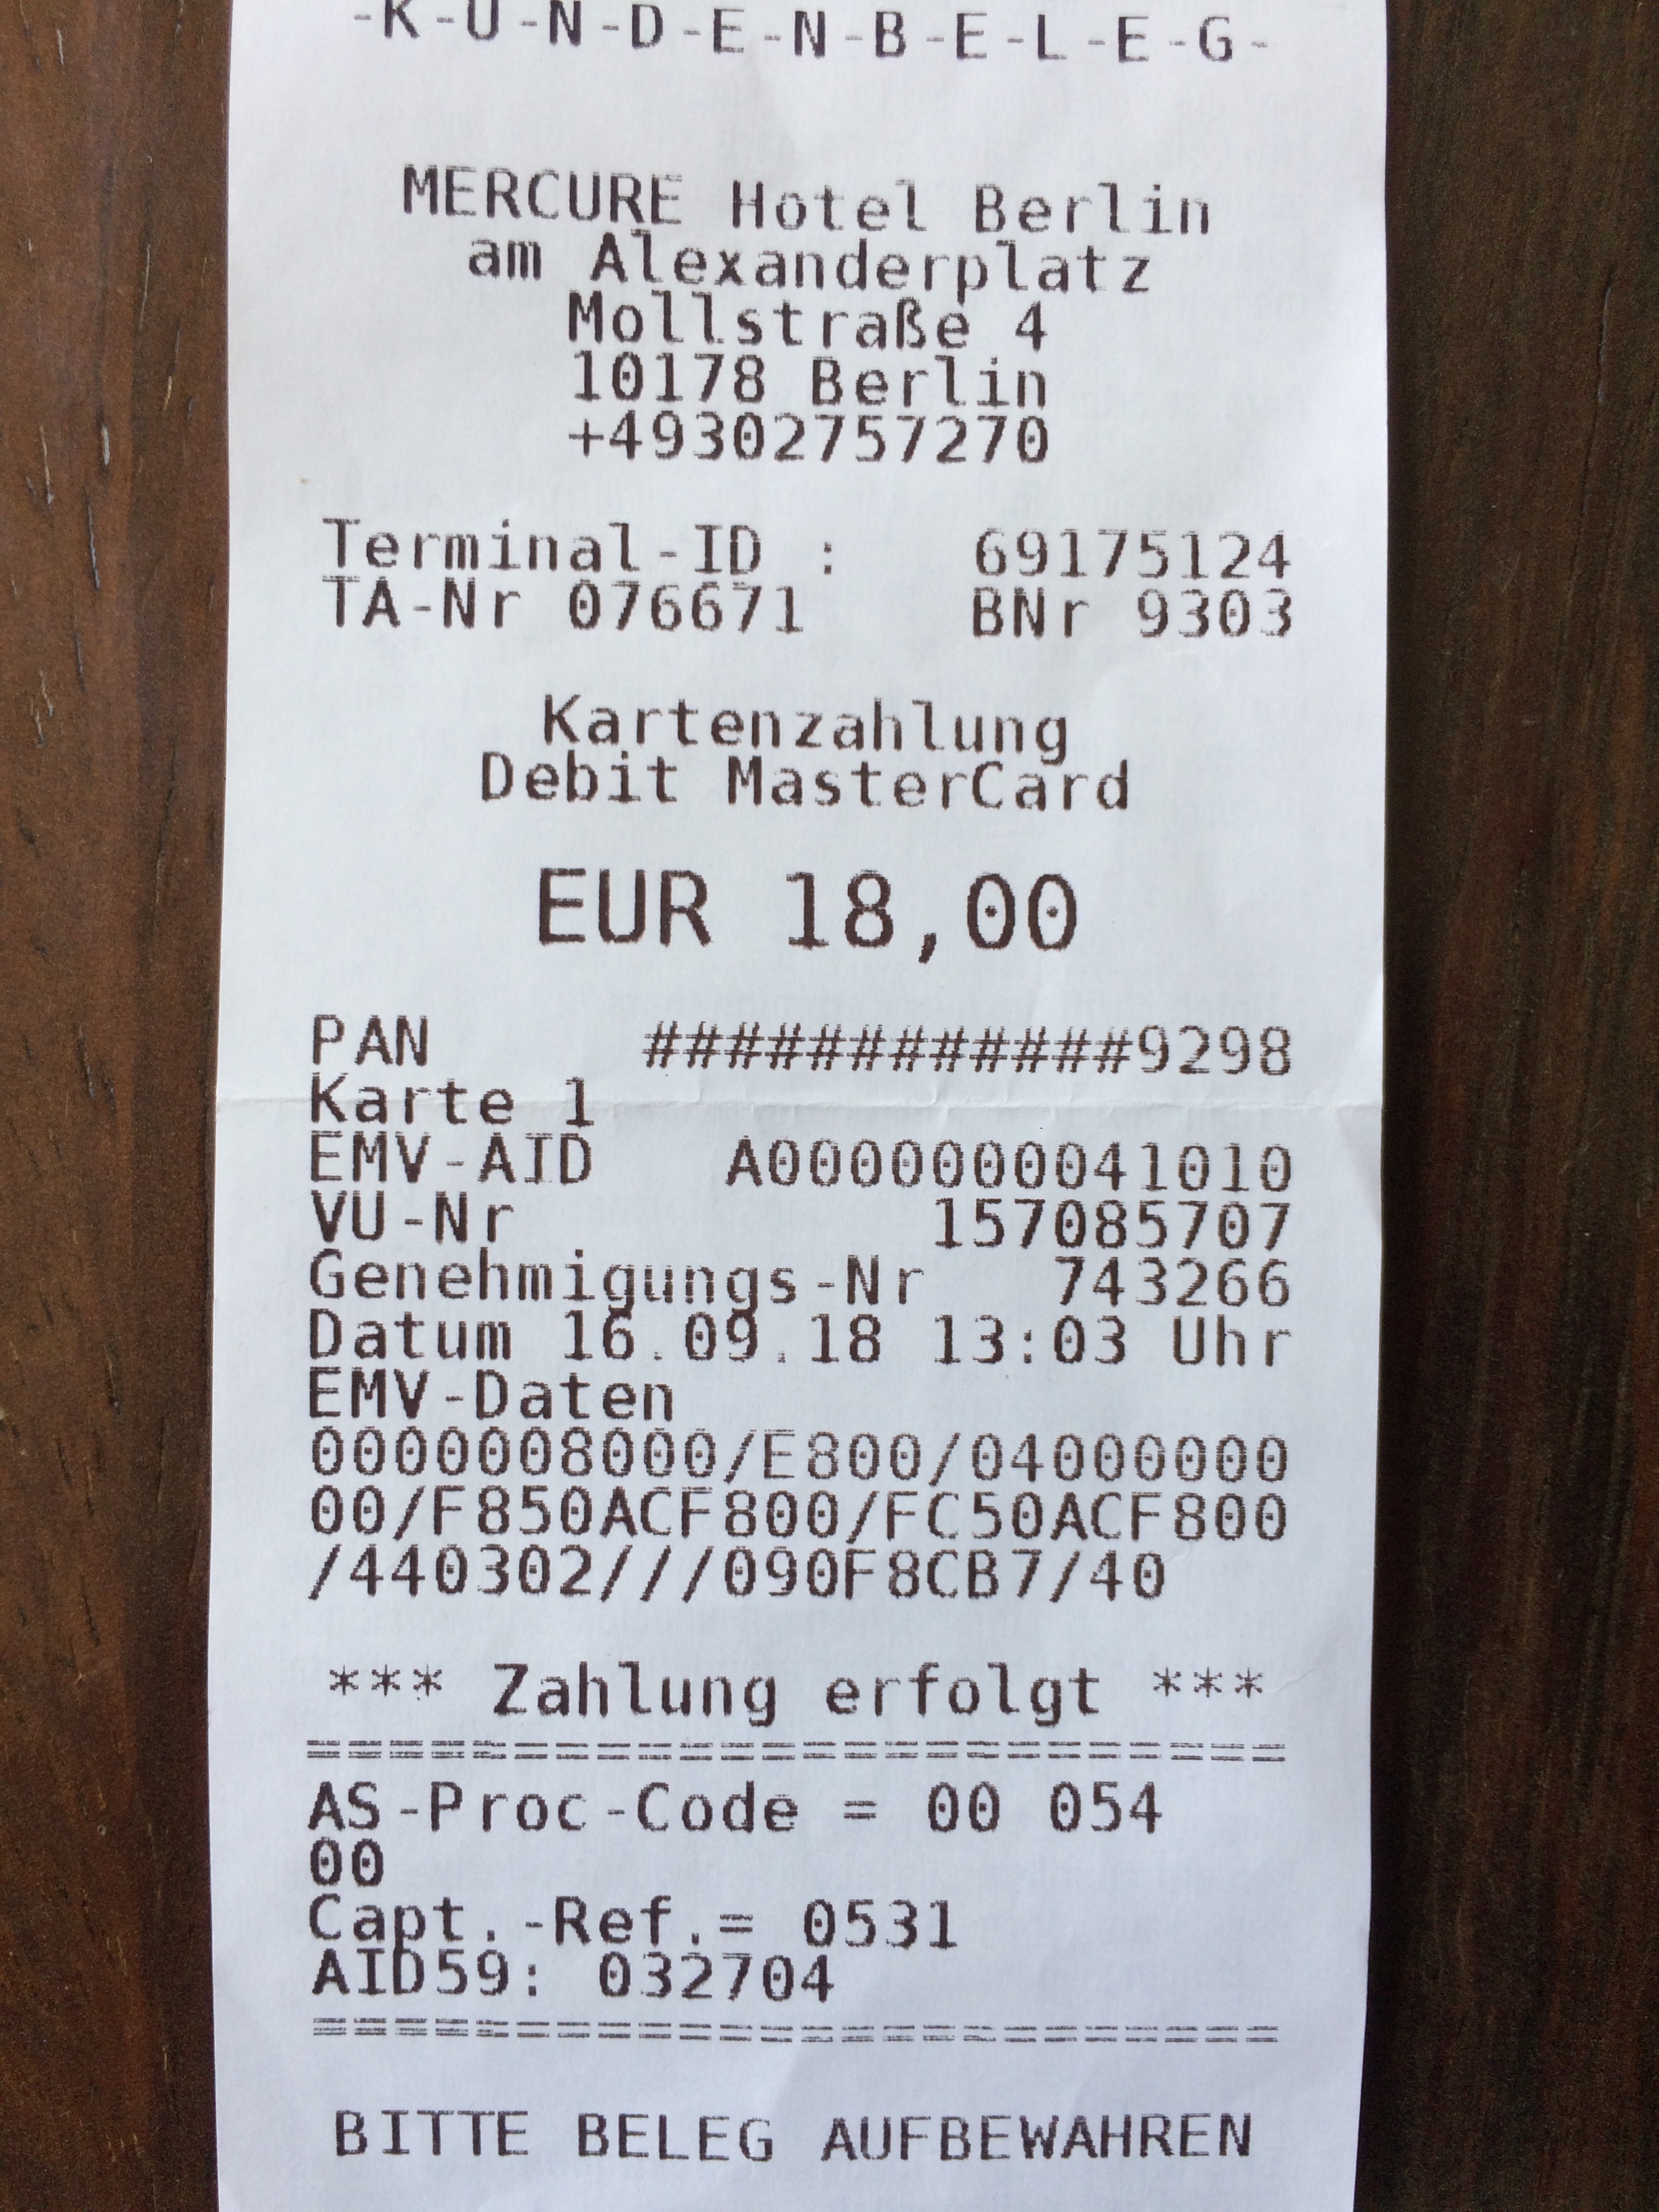 -K-U-N-D-E-N-B-E-L-E-G-
MERCURE Hotel Berlin
am Alexanderplatz
Mollstraße 4
10178 Berlin
+49302757270
Terminal-ID : 69175124
TA-Nr 076671 BNr 9303
Kartenzahlung
Debit MasterCard
EUR 18,00
PAN ############9298
Karte 1
EMV-AID A0000000041010
VU-Nr 157085707
Genehmigungs-Nr 743266
Datum 16.09.18 13:03 Uhr
EMV-Daten
0000008000/E800/04000000
00/F850ACF800/FC50ACF800
/440302///090F8CB7/40
*** Zahlung erfolgt ***
========================
AS-Proc-Code = 00 054
00
Capt.-Ref.= 0531
AID59: 032704
========================
BITTE BELEG AUFBEWAHREN